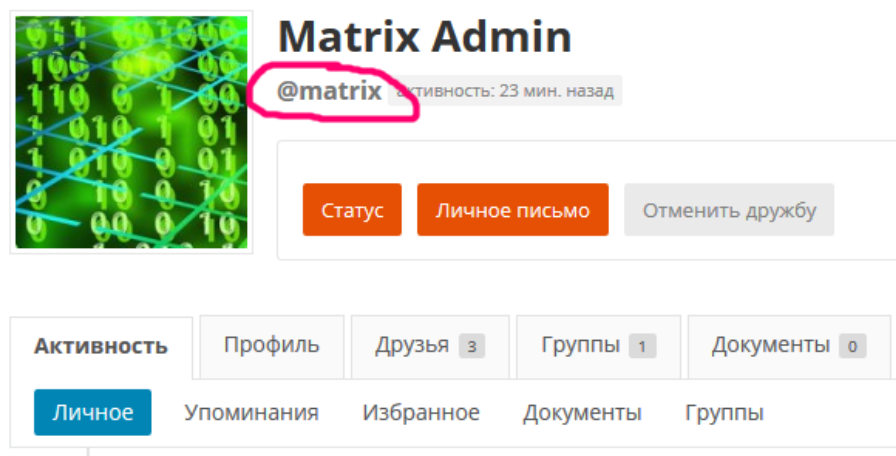 Matrix Admin
@matrix активность: 23 мин. назад
Статус Личное письмо Отменить дружбу
Активность Профиль Друзья 3 Группы 1 Документы 0
Личное Упоминания Избранное Документы Группы